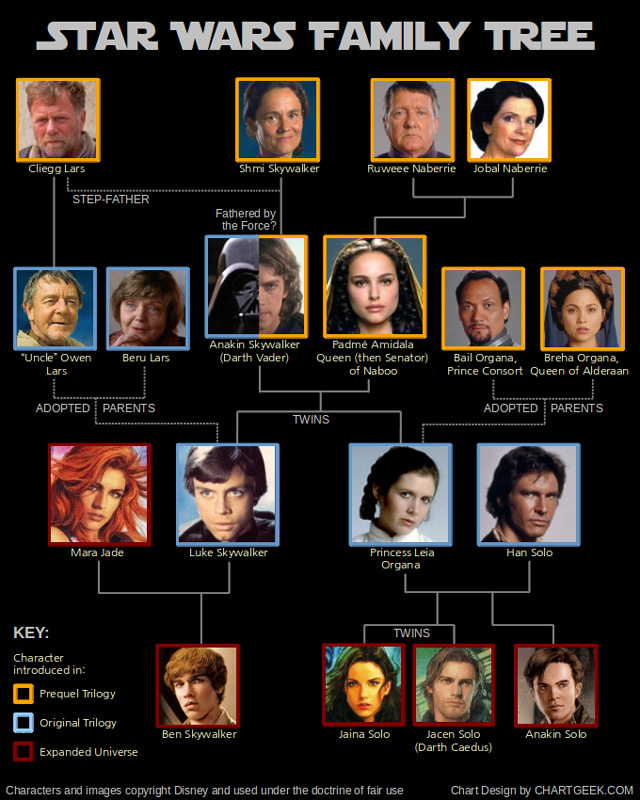 STAR WARS FAMILY TREE
Cliegg Lars
Shmi Skywalker
Ruweee Naberrie
Jobal Naberrie
STEP-FATHER
Fathered by
the Force?
"Uncle" Owen
Lars
Beru Lars
Anakin Skywalker
(Darth Vader)
Padmé Amidala
Queen (then Senator)
of Naboo
Bail Organa,
Prince Consort
Breha Organa,
Queen of Alderaan
ADOPTED PARENTS
TWINS
ADOPTED PARENTS
Mara Jade
Luke Skywalker
Princess Leia
Organa
Han Solo
TWINS
KEY:
Character
introduced in:
Prequel Trilogy
Original Trilogy
Expanded Universe
Ben Skywalker
Jaina Solo
Jacen Solo
(Darth Caedus)
Anakin Solo
Characters and images copyright Disney and used under the doctrine of fair use
Chart Design by CHARTGEEK.COM